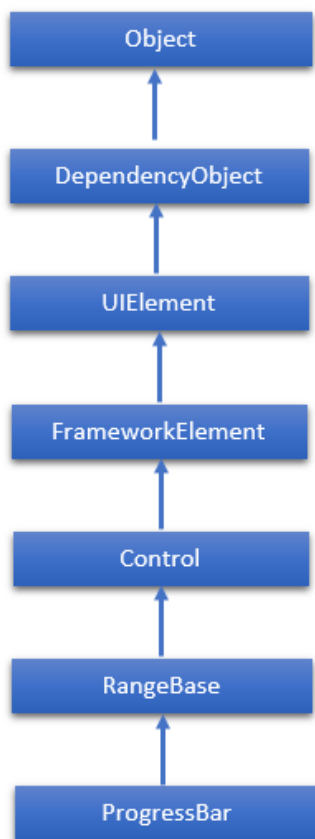 Object
DependencyObject
UIElement
FrameworkElement
Control
RangeBase
ProgressBar